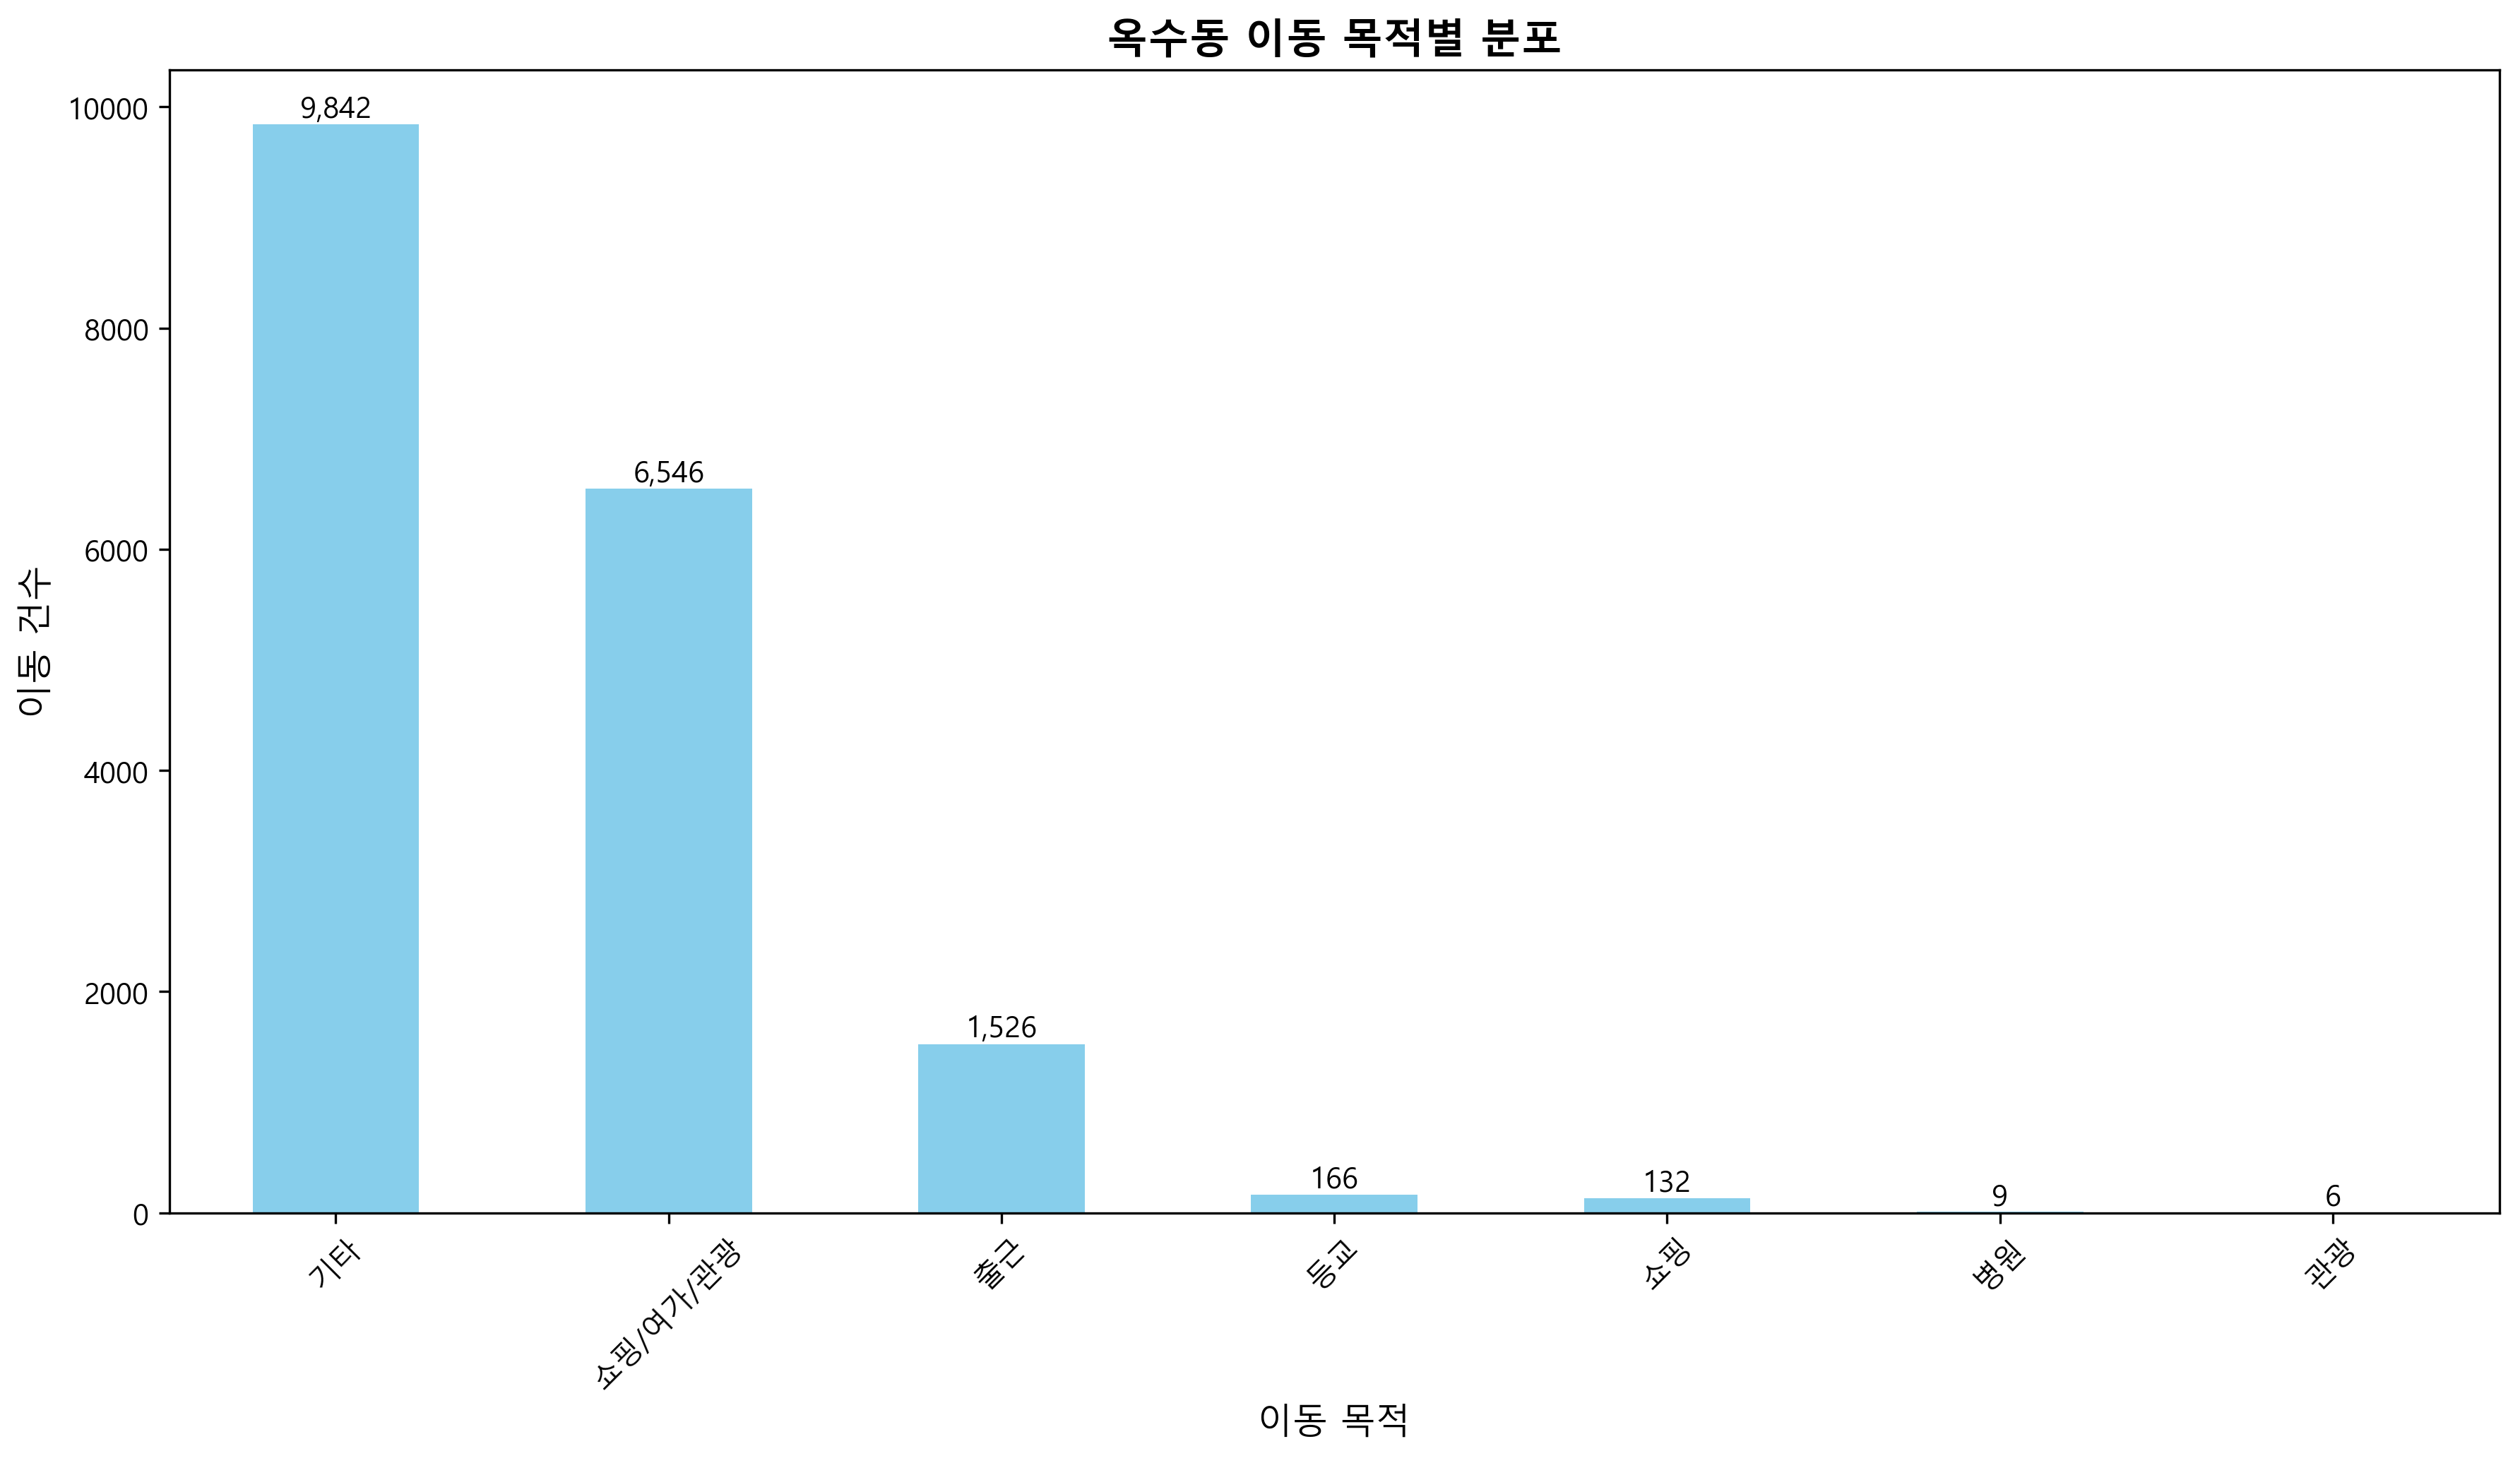 옥수동 이동 목적별 분포
이동 건수
10000
8000
6000
4000
2000
0
9,842
6,546
1,526
166
132
9
6
기타
쇼핑/여가/관광
출근
등교
쇼핑
병원
관광
이동 목적